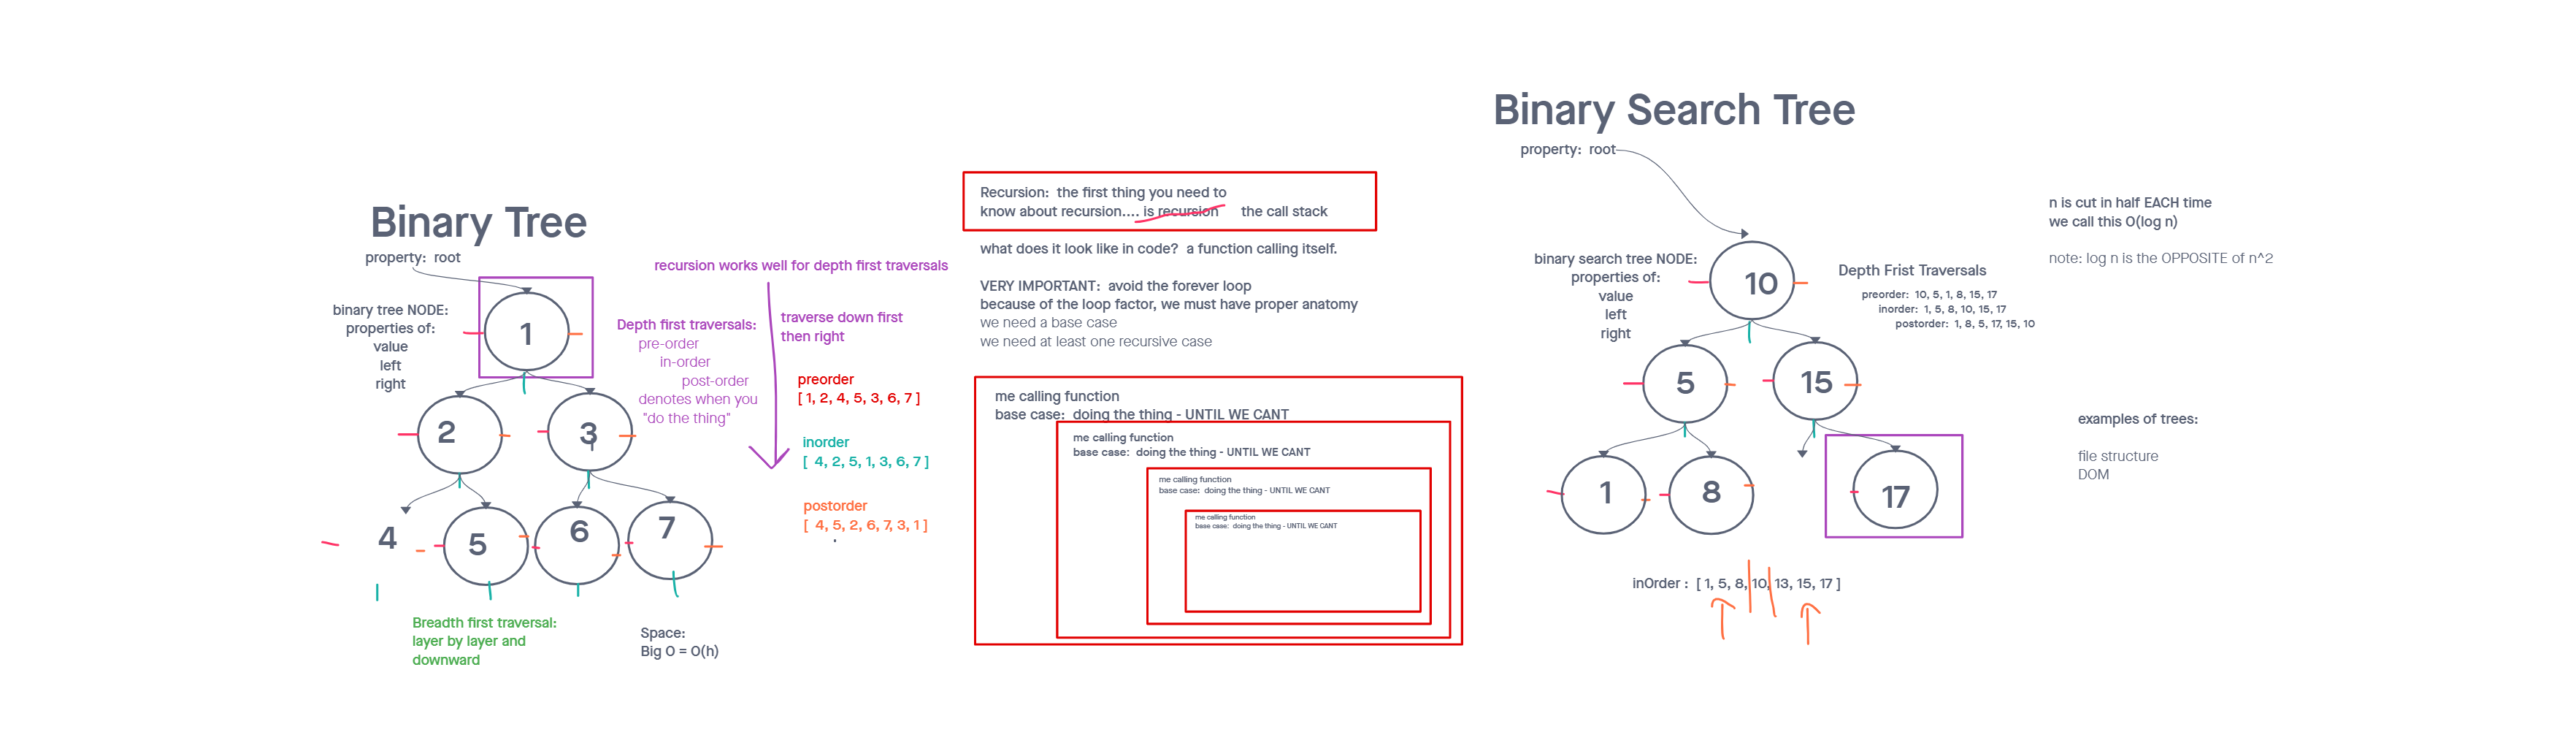 Binary Tree
property:  root
binary tree NODE:
properties of:
value
left
right
1
2
3
4
5
6
7
Breadth first traversal:
layer by layer and
downward
Space:
Big O = O(h)
recursion works well for depth first traversals
Depth first traversals:
pre-order
in-order
post-order
denotes when you
"do the thing"
traverse down first
then right
preorder
[ 1, 2, 4, 5, 3, 6, 7 ]
inorder
[  4, 2, 5, 1, 3, 6, 7 ]
postorder
[  4, 5, 2, 6, 7, 3, 1 ]
Recursion:  the first thing you need to
know about recursion.... is recursion     the call stack
what does it look like in code?  a function calling itself.
VERY IMPORTANT:  avoid the forever loop
because of the loop factor, we must have proper anatomy
we need a base case
we need at least one recursive case
me calling function
base case:  doing the thing - UNTIL WE CANT
me calling function
base case:  doing the thing - UNTIL WE CANT
me calling function
base case:  doing the thing - UNTIL WE CANT
me calling function
base case:  doing the thing - UNTIL WE CANT
Binary Search Tree
property:  root
binary search tree NODE:
properties of:
value
left
right
10
5
15
1
8
17
Depth Frist Traversals
preorder:  10, 5, 1, 8, 15, 17
inorder:  1, 5, 8, 10, 15, 17
postorder:  1, 8, 5, 17, 15, 10
inOrder :  [ 1, 5, 8, 10, 13, 15, 17 ]
n is cut in half EACH time
we call this O(log n)
note: log n is the OPPOSITE of n^2
examples of trees:
file structure
DOM